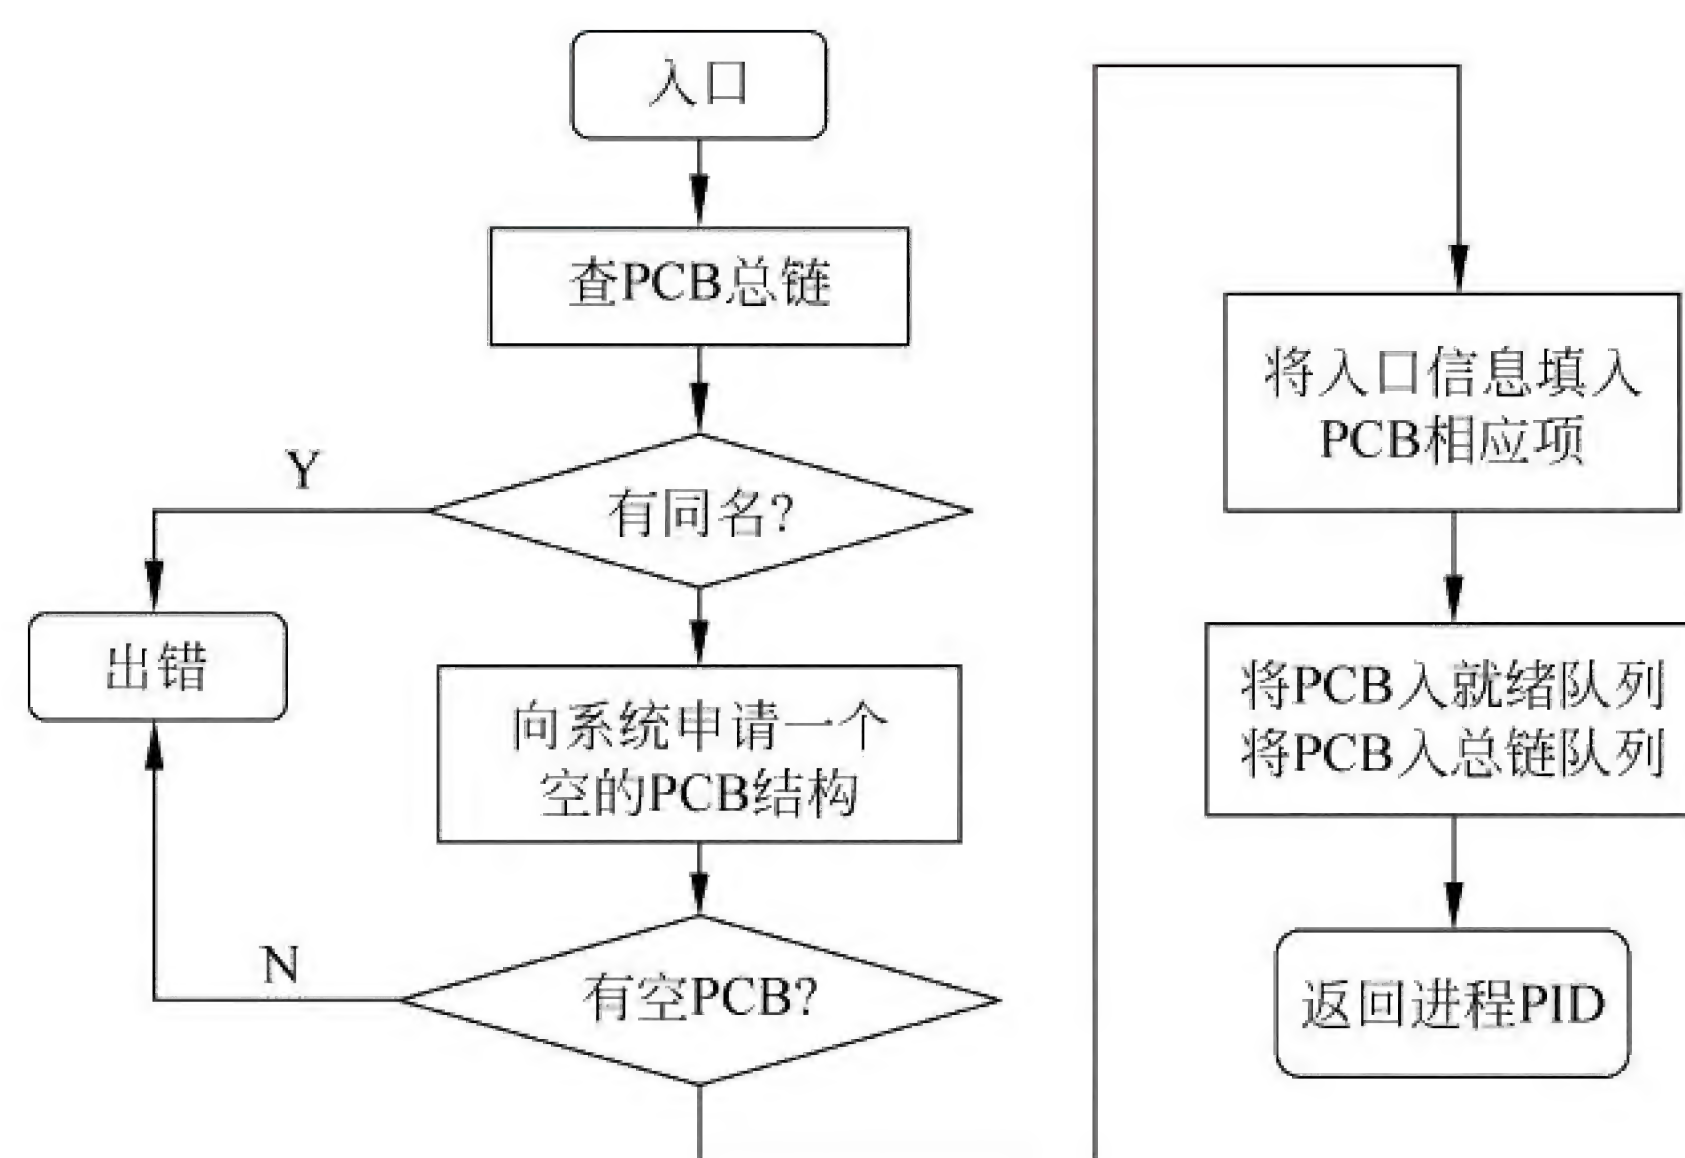 入口
查PCB总链
Y
有同名?
出错
向系统申请一个
空的PCB结构
N
有空PCB?
将入口信息填入
PCB相应项
将PCB入就绪队列
将PCB入总链队列
返回进程PID